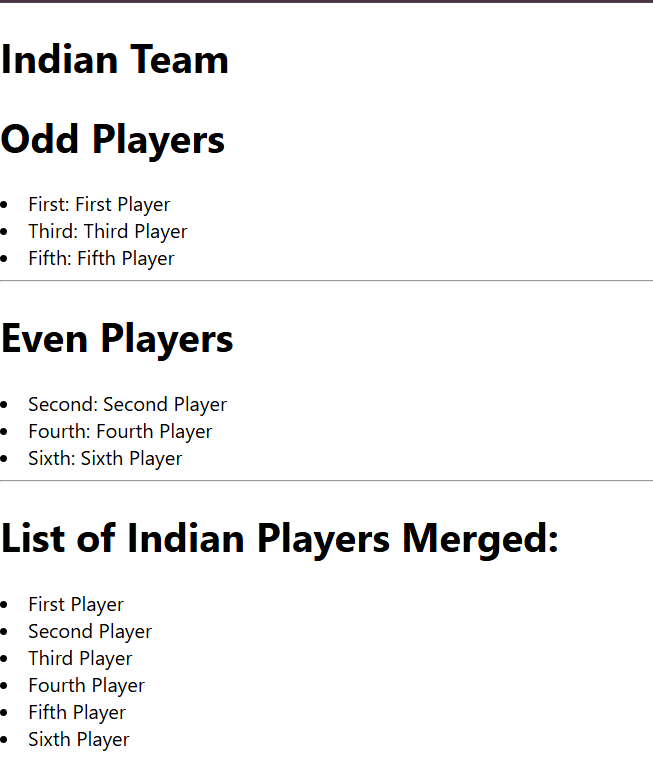 Indian Team
Odd Players
First: First Player
Third: Third Player
Fifth: Fifth Player
Even Players
Second: Second Player
Fourth: Fourth Player
Sixth: Sixth Player
List of Indian Players Merged:
First Player
Second Player
Third Player
Fourth Player
Fifth Player
Sixth Player